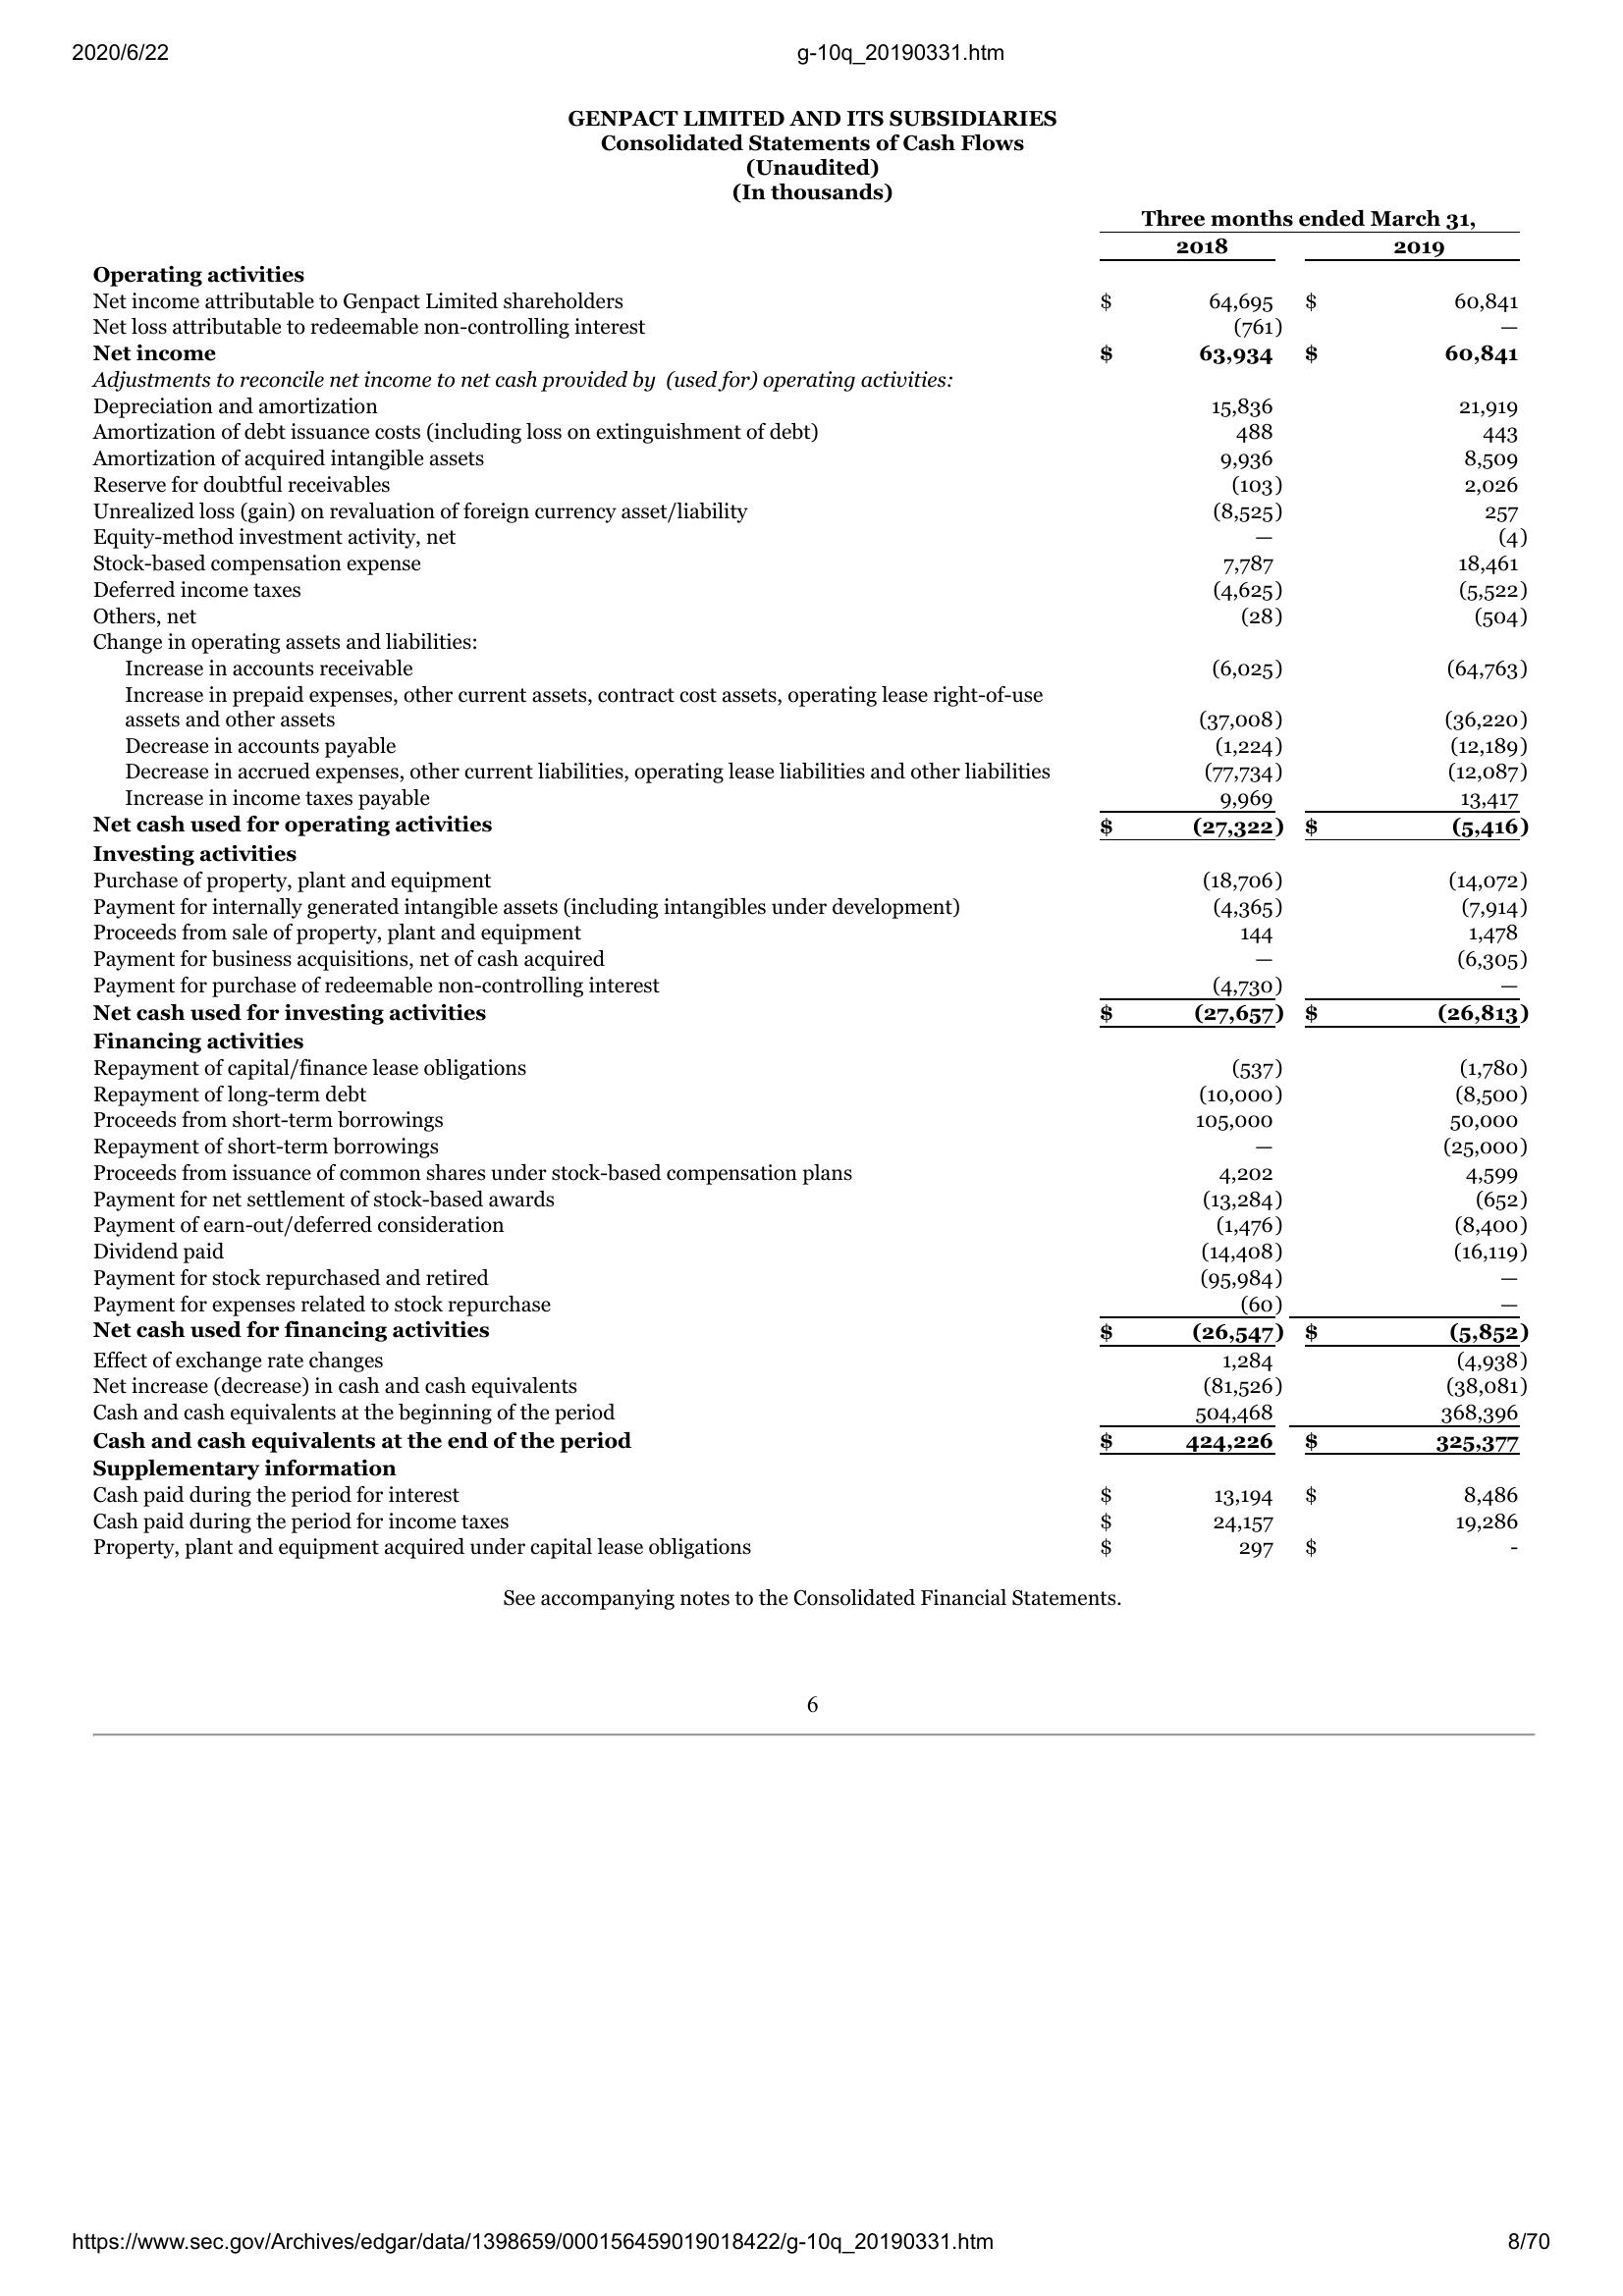 2020/6/22 g-10q_20190331.htm
GENPACT LIMITED AND ITS SUBSIDIARIES
Consolidated Statements of Cash Flows
(Unaudited)
(In thousands)
Three months ended March 31,
2018 2019
Operating activities
Net income attributable to Genpact Limited shareholders $ 64,695 $ 60,841
Net loss attributable to redeemable non-controlling interest (761) —
Net income $ 63,934 $ 60,841
Adjustments to reconcile net income to net cash provided by (used for) operating activities:
Depreciation and amortization 15,836 21,919
Amortization of debt issuance costs (including loss on extinguishment of debt) 488 443
Amortization of acquired intangible assets 9,936 8,509
Reserve for doubtful receivables (103) 2,026
Unrealized loss (gain) on revaluation of foreign currency asset/liability (8,525) 257
Equity-method investment activity, net — (4)
Stock-based compensation expense 7,787 18,461
Deferred income taxes (4,625) (5,522)
Others, net (28) (504)
Change in operating assets and liabilities:
Increase in accounts receivable (6,025) (64,763)
Increase in prepaid expenses, other current assets, contract cost assets, operating lease right-of-use
assets and other assets (37,008) (36,220)
Decrease in accounts payable (1,224) (12,189)
Decrease in accrued expenses, other current liabilities, operating lease liabilities and other liabilities (77,734) (12,087)
Increase in income taxes payable 9,969 13,417
Net cash used for operating activities $ (27,322) $ (5,416)
Investing activities
Purchase of property, plant and equipment (18,706) (14,072)
Payment for internally generated intangible assets (including intangibles under development) (4,365) (7,914)
Proceeds from sale of property, plant and equipment 144 1,478
Payment for business acquisitions, net of cash acquired — (6,305)
Payment for purchase of redeemable non-controlling interest (4,730) —
Net cash used for investing activities $ (27,657) $ (26,813)
Financing activities
Repayment of capital/finance lease obligations (537) (1,780)
Repayment of long-term debt (10,000) (8,500)
Proceeds from short-term borrowings 105,000 50,000
Repayment of short-term borrowings — (25,000)
Proceeds from issuance of common shares under stock-based compensation plans 4,202 4,599
Payment for net settlement of stock-based awards (13,284) (652)
Payment of earn-out/deferred consideration (1,476) (8,400)
Dividend paid (14,408) (16,119)
Payment for stock repurchased and retired (95,984) —
Payment for expenses related to stock repurchase (60) —
Net cash used for financing activities $ (26,547) $ (5,852)
Effect of exchange rate changes 1,284 (4,938)
Net increase (decrease) in cash and cash equivalents (81,526) (38,081)
Cash and cash equivalents at the beginning of the period 504,468 368,396
Cash and cash equivalents at the end of the period $ 424,226 $ 325,377
Supplementary information
Cash paid during the period for interest $ 13,194 $ 8,486
Cash paid during the period for income taxes $ 24,157 19,286
Property, plant and equipment acquired under capital lease obligations $ 297 $ -
See accompanying notes to the Consolidated Financial Statements.
6
https://www.sec.gov/Archives/edgar/data/1398659/000156459019018422/g-10q_20190331.htm 8/70